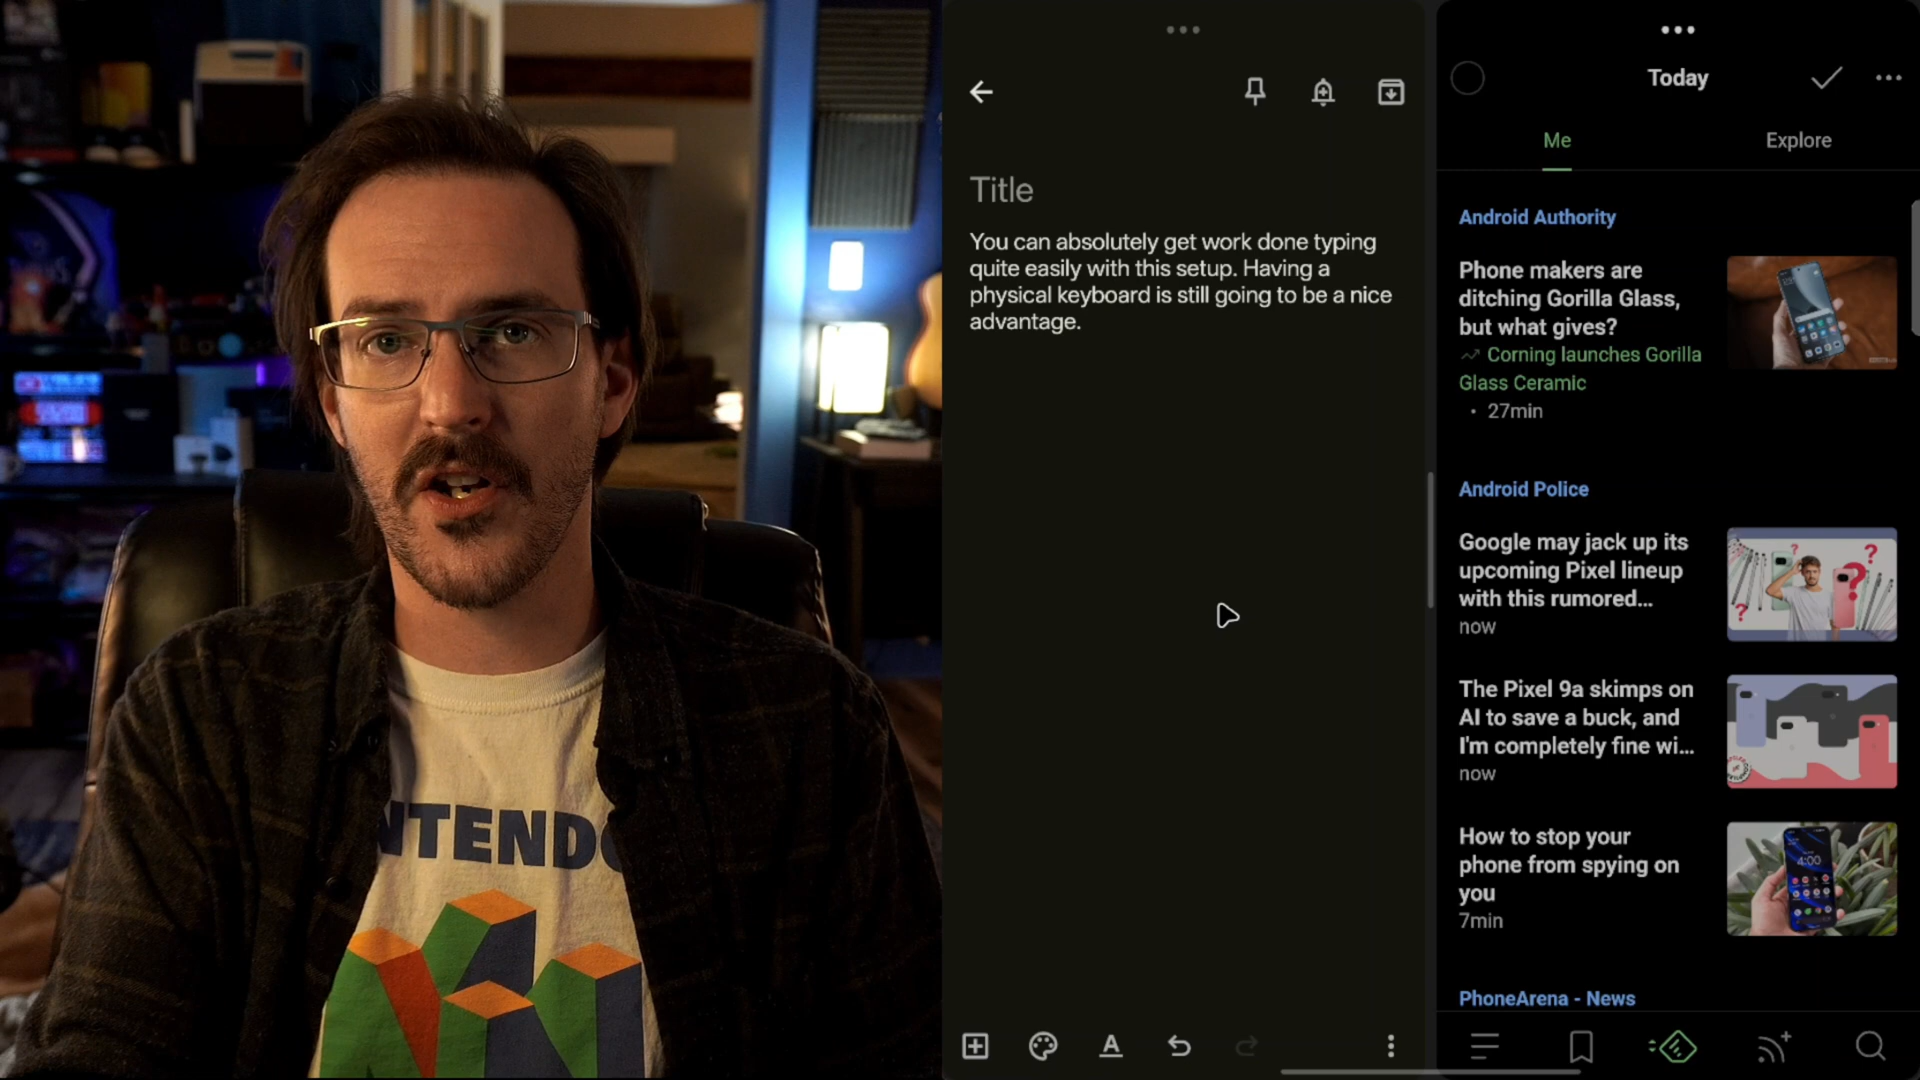 NTENDO
Title
You can absolutely get work done typing
quite easily with this setup. Having a
physical keyboard is still going to be a nice
advantage.
Today
Me
Explore
Android Authority
Phone makers are
ditching Gorilla Glass,
but what gives?
Corning launches Gorilla
Glass Ceramic
• 27min
Android Police
Google may jack up its
upcoming Pixel lineup
with this rumored...
now
The Pixel 9a skimps on
AI to save a buck, and
I'm completely fine wi...
now
How to stop your
phone from spying on
you
7min
4:00
PhoneArena - News